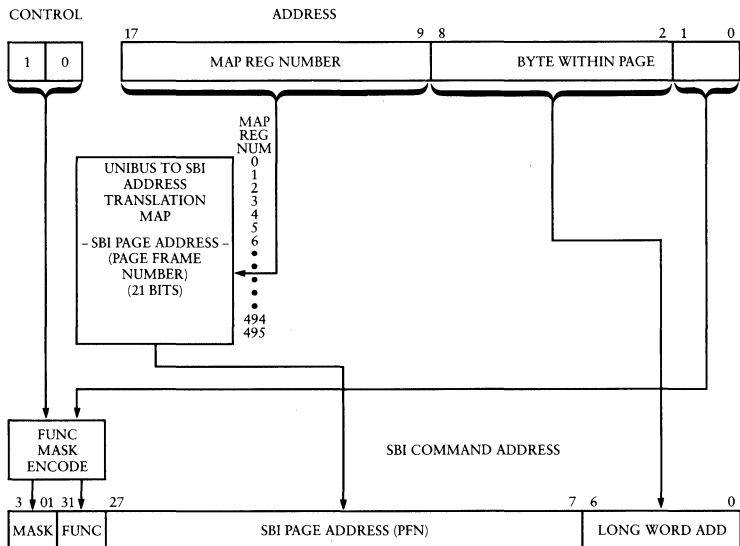 CONTROL ADDRESS
17 9 8 2 1 0
1 0 MAP REG NUMBER BYTE WITHIN PAGE
MAP
REG
NUM
UNIBUS TO SBI
ADDRESS
TRANSLATION
MAP
– SBI PAGE ADDRESS –
(PAGE FRAME
NUMBER)
(21 BITS)
0
1
2
3
4
5
6
494
495
FUNC
MASK
ENCODE
SBI COMMAND ADDRESS
3 01 31 27 7 6 0
MASK FUNC SBI PAGE ADDRESS (PFN) LONG WORD ADD